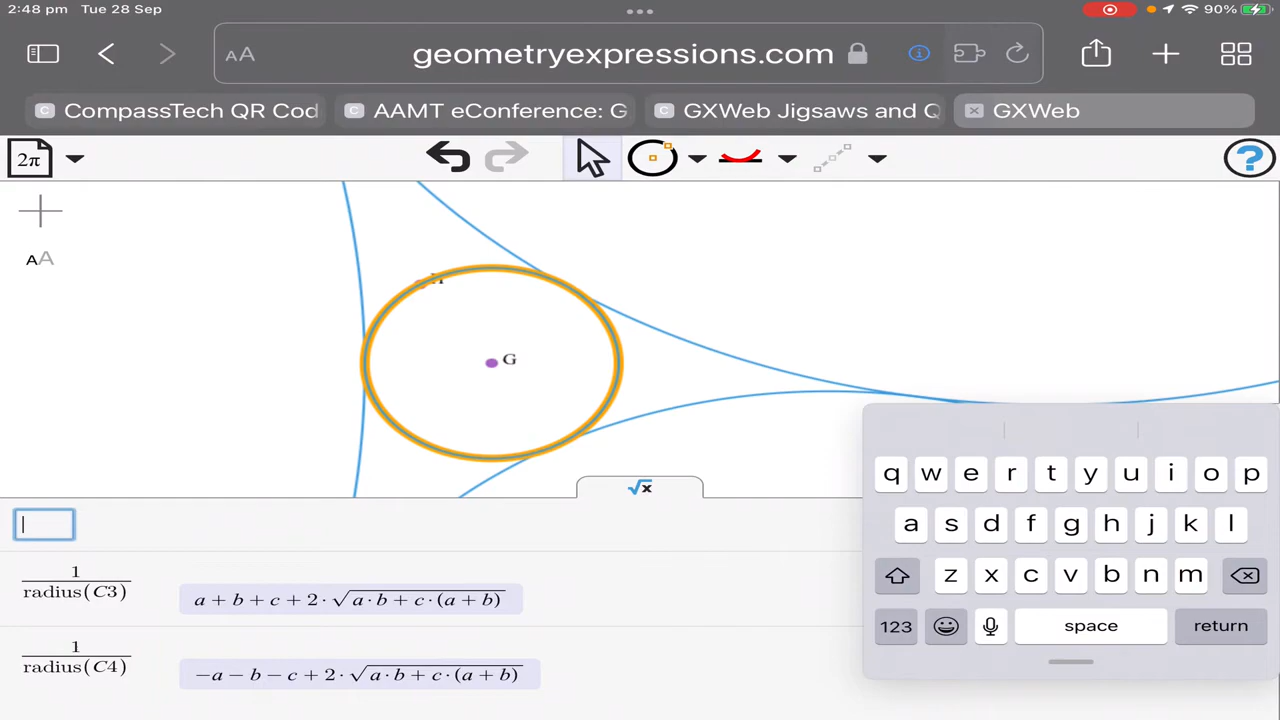 2:48 pm Tue 28 Sep
90%
AA geometryexpressions.com
CompassTech QR Cod
AAMT eConference: G
GXWeb Jigsaws and Q
GXWeb
2π
?
AA
G
√x
1/radius(C3) a+b+c+2·√(a·b+c·(a+b))
1/radius(C4) −a−b−c+2·√(a·b+c·(a+b))
q w e r t y u i o p
a s d f g h j k l
z x c v b n m
123 space return